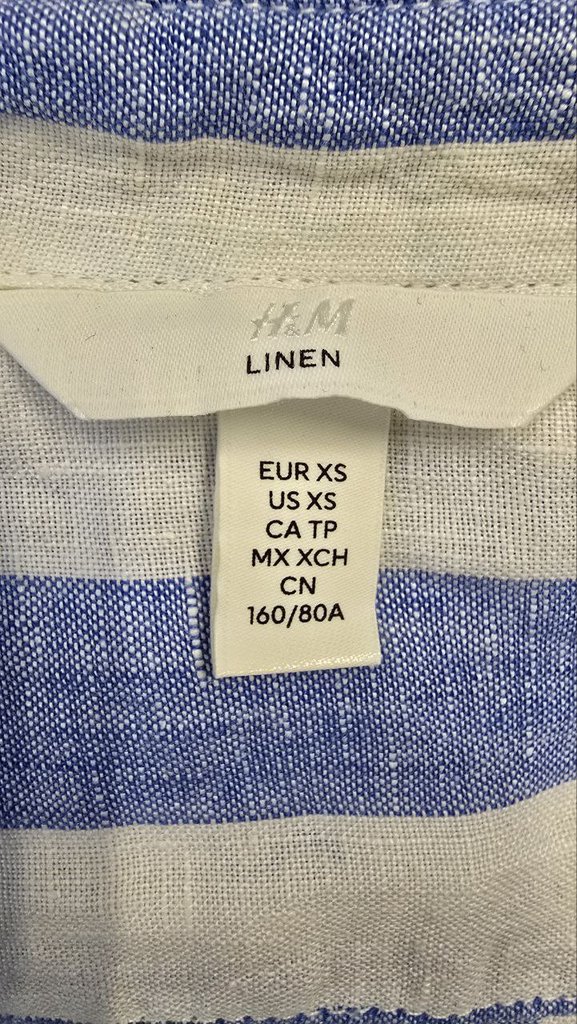 H&M
LINEN
EUR XS
US XS
CA TP
MX XCH
CN
160/80A